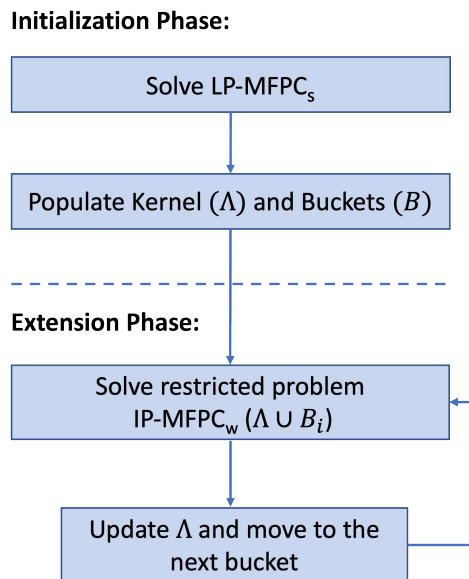 Initialization Phase:
Solve LP-MFPCₛ
Populate Kernel (Λ) and Buckets (B)
Extension Phase:
Solve restricted problem
IP-MFPC_w (Λ ∪ Bᵢ)
Update Λ and move to the
next bucket